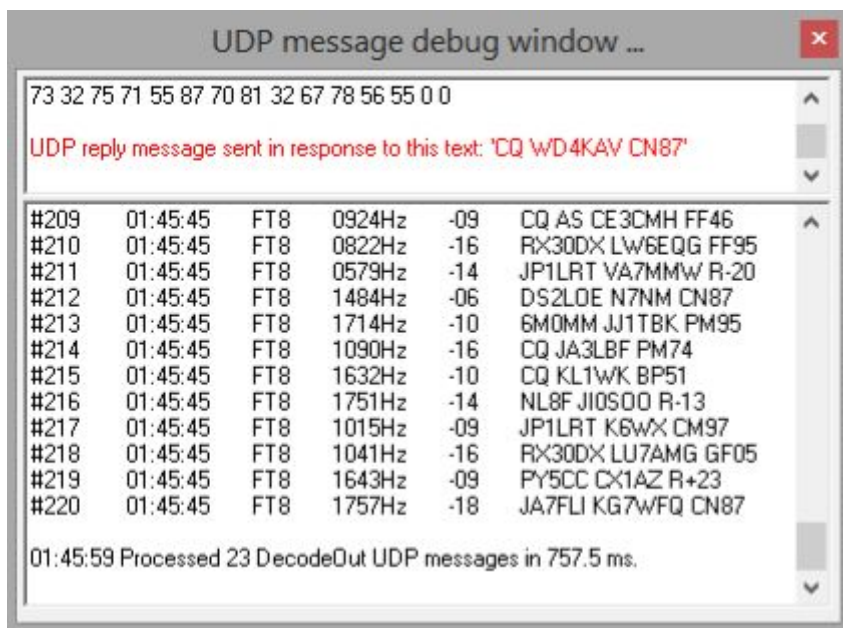 UDP message debug window ...
73 32 75 71 55 87 70 81 32 67 78 56 55 0 0
UDP reply message sent in response to this text: 'CQ WD4KAV CN87'
#209 01:45:45 FT8 0924Hz -09 CQ AS CE3CMH FF46
#210 01:45:45 FT8 0822Hz -16 RX30DX LW6EQG FF95
#211 01:45:45 FT8 0579Hz -14 JP1LRT VA7MMW R-20
#212 01:45:45 FT8 1484Hz -06 DS2LOE N7NM CN87
#213 01:45:45 FT8 1714Hz -10 6M0MM JJ1TBK PM95
#214 01:45:45 FT8 1090Hz -16 CQ JA3LBF PM74
#215 01:45:45 FT8 1632Hz -10 CQ KL1WK BP51
#216 01:45:45 FT8 1751Hz -14 NL8F JI0SOO R-13
#217 01:45:45 FT8 1015Hz -09 JP1LRT K6WX CM97
#218 01:45:45 FT8 1041Hz -16 RX30DX LU7AMG GF05
#219 01:45:45 FT8 1643Hz -09 PY5CC CX1AZ R+23
#220 01:45:45 FT8 1757Hz -18 JA7FLI KG7WFQ CN87
01:45:59 Processed 23 DecodeOut UDP messages in 757.5 ms.